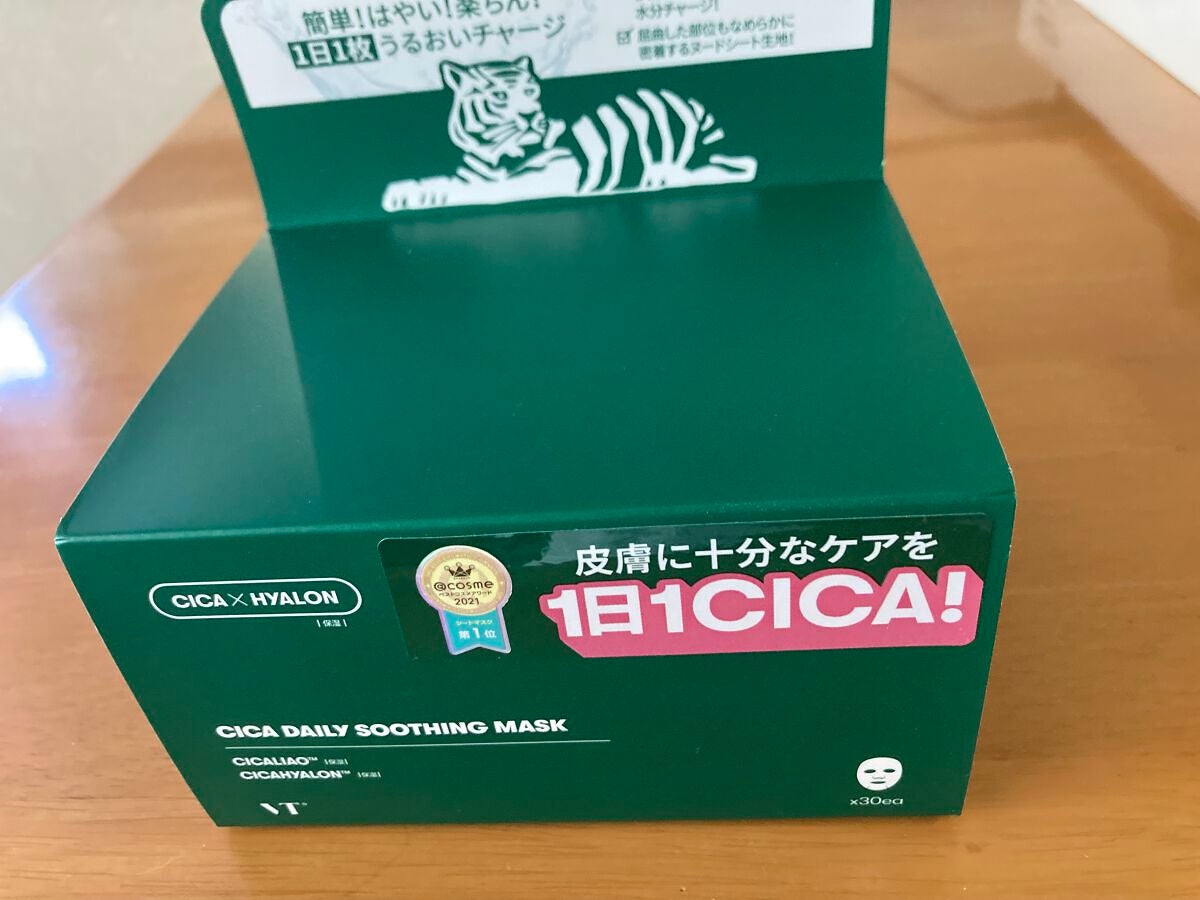 簡単!はやい!楽ちん!
1日1枚うるおいチャージ
水分チャージ!
☑ 屈曲した部位もなめらかに
密着するヌードシート生地!
CICA×HYALON
[保湿]
@cosme
ベストコスメアワード
2021
シートマスク
第1位
皮膚に十分なケアを
1日1CICA!
CICA DAILY SOOTHING MASK
CICALIAO™ [保湿]
CICAHYALON™ [保湿]
VT®
x30ea